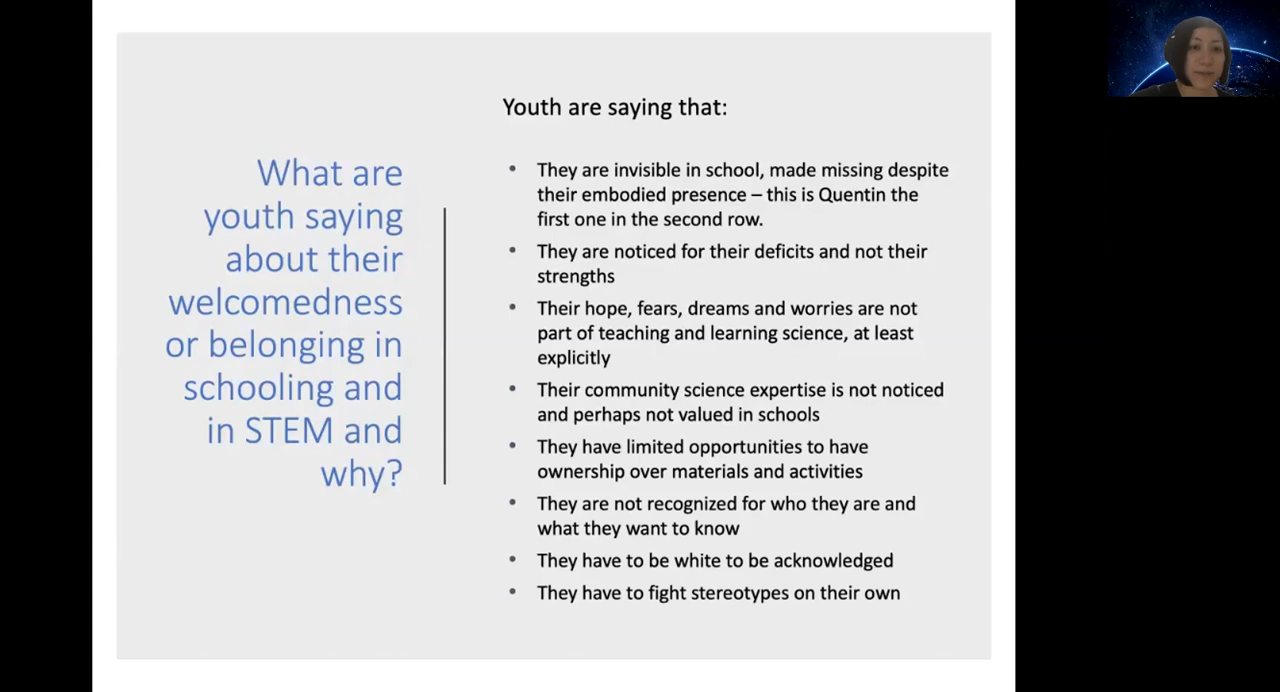 What are
youth saying
about their
welcomedness
or belonging in
schooling and
in STEM and
why?
Youth are saying that:
• They are invisible in school, made missing despite
their embodied presence – this is Quentin the
first one in the second row.
• They are noticed for their deficits and not their
strengths
• Their hope, fears, dreams and worries are not
part of teaching and learning science, at least
explicitly
• Their community science expertise is not noticed
and perhaps not valued in schools
• They have limited opportunities to have
ownership over materials and activities
• They are not recognized for who they are and
what they want to know
• They have to be white to be acknowledged
• They have to fight stereotypes on their own